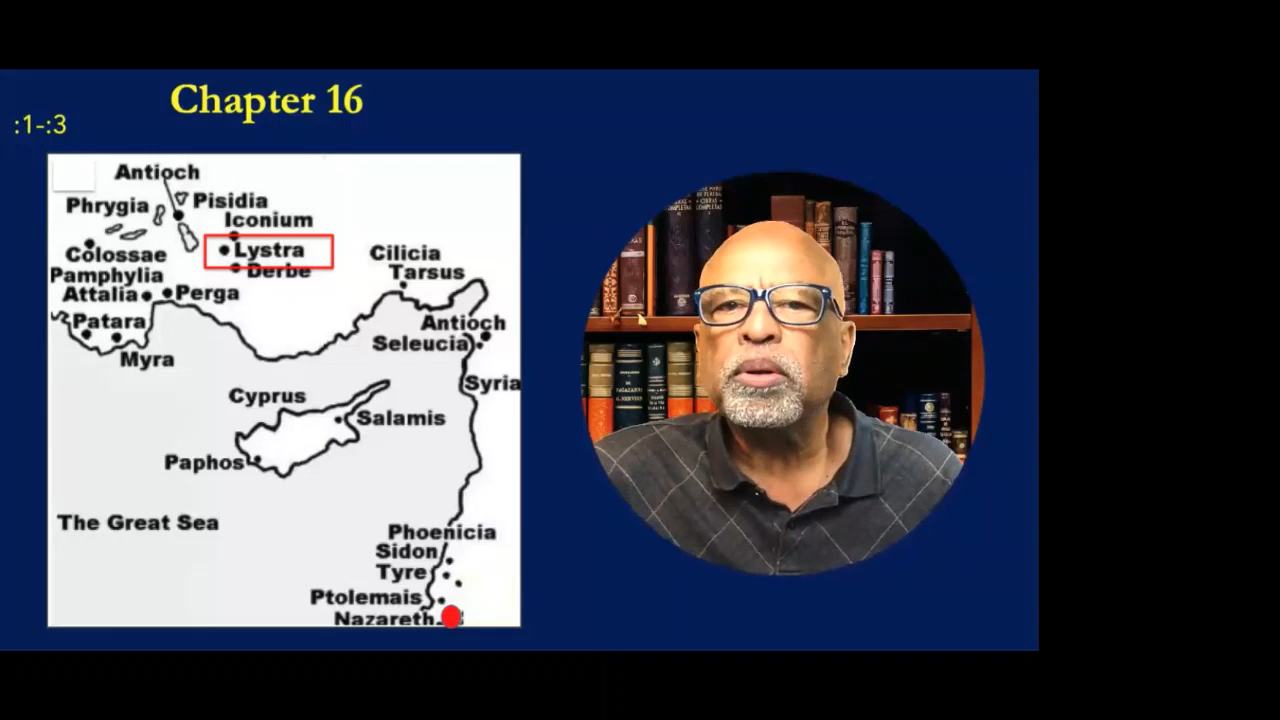 Chapter 16
:1-:3
Antioch
Phrygia
Pisidia
Iconium
Lystra
Derbe
Colossae
Pamphylia
Attalia
Perga
Patara
Myra
Cilicia
Tarsus
Antioch
Seleucia
Syria
Cyprus
Salamis
Paphos
The Great Sea
Phoenicia
Sidon
Tyre
Ptolemais
Nazareth